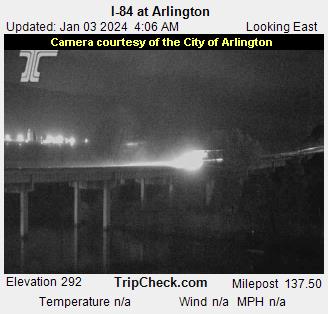 I-84 at Arlington
Updated: Jan 03 2024 4:06 AM Looking East
Camera courtesy of the City of Arlington
Elevation 292 TripCheck.com Milepost 137.50
Temperature n/a Wind n/a MPH n/a